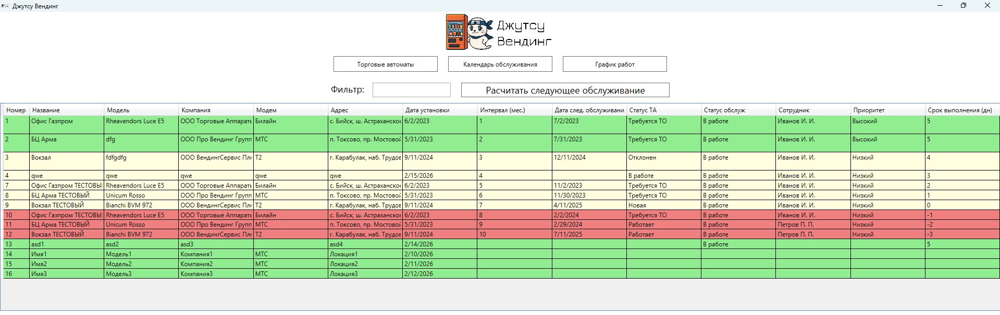 Джутсу Вендинг
Джутсу
Вендинг
Торговые автоматы Календарь обслуживания График работ
Фильтр: Расчитать следующее обслуживание
Номер Название Модель Компания Модем Адрес Дата установки Интервал (мес.) Дата след. обслуживани Статус ТА Статус обслуж Сотрудник Приоритет Срок выполнения (дн)
1 Офис Газпром Rheavendors Luce E5 ООО Торговые Аппараты Билайн с. Бийск, ш. Астраханское 6/2/2023 1 7/2/2023 Требуется ТО В работе Иванов И. И. Высокий 5
2 БЦ Арма dfg ООО Про Вендинг Групп МТС п. Токсово, пр. Мостовой 5/31/2023 2 7/31/2023 Требуется ТО В работе Иванов И. И. Высокий 5
3 Вокзал fdfgdfg ООО ВендингСервис Плю Т2 г. Карабулак, наб. Трудов 9/11/2024 3 12/11/2024 Отклонен В работе Иванов И. И. Низкий 4
4 qwe qwe qwe qwe qwe 2/15/2026 4 В работе В работе Иванов И. И. Низкий 3
7 Офис Газпром ТЕСТОВЫЙ Rheavendors Luce E5 ООО Торговые Аппараты Билайн с. Бийск, ш. Астраханское 6/2/2023 5 11/2/2023 Требуется ТО В работе Иванов И. И. Низкий 2
8 БЦ Арма ТЕСТОВЫЙ Unicum Rosso ООО Про Вендинг Групп МТС п. Токсово, пр. Мостовой 5/31/2023 6 11/30/2023 Требуется ТО В работе Иванов И. И. Низкий 1
9 Вокзал ТЕСТОВЫЙ Bianchi BVM 972 ООО ВендингСервис Плю Т2 г. Карабулак, наб. Трудов 9/11/2024 7 4/11/2025 Новая В работе Иванов И. И. Низкий 0
10 Офис Газпром ТЕСТОВЫЙ Rheavendors Luce E5 ООО Торговые Аппараты Билайн с. Бийск, ш. Астраханское 6/2/2023 8 2/2/2024 Требуется ТО В работе Иванов И. И. Низкий -1
11 БЦ Арма ТЕСТОВЫЙ Unicum Rosso ООО Про Вендинг Групп МТС п. Токсово, пр. Мостовой 5/31/2023 9 2/29/2024 Работает В работе Петров П. П. Низкий -2
12 Вокзал ТЕСТОВЫЙ Bianchi BVM 972 ООО ВендингСервис Плю Т2 г. Карабулак, наб. Трудов 9/11/2024 10 7/11/2025 Работает В работе Петров П. П. Низкий -3
13 asd1 asd2 asd3 asd4 2/14/2026 В работе 5
14 Имя1 Модель1 Компания1 МТС Локация1 2/10/2026
15 Имя2 Модель2 Компания2 МТС Локация2 2/11/2026
16 Имя3 Модель3 Компания3 МТС Локация3 2/12/2026